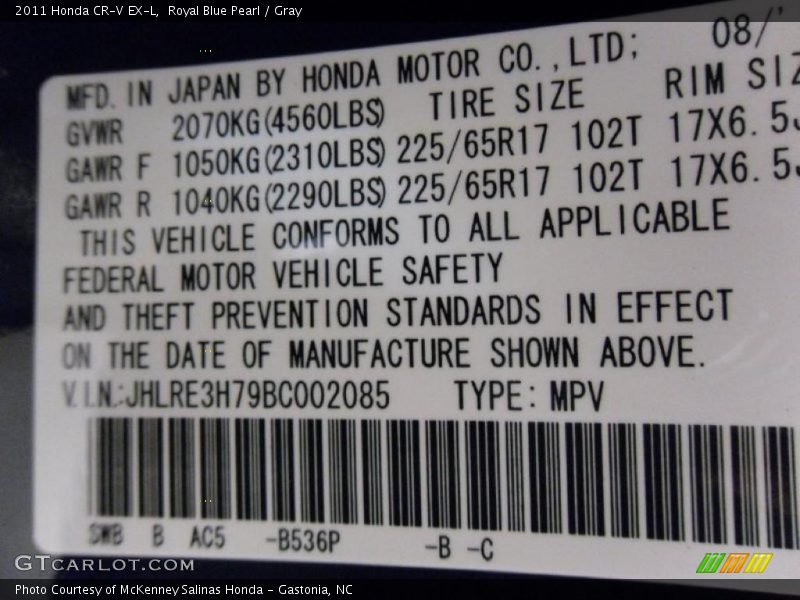 2011 Honda CR-V EX-L,  Royal Blue Pearl / Gray
08/'
MFD. IN JAPAN BY HONDA MOTOR CO.,LTD;
GVWR 2070KG(4560LBS) TIRE SIZE RIM SIZ
GAWR F 1050KG(2310LBS) 225/65R17 102T 17X6.5J
GAWR R 1040KG(2290LBS) 225/65R17 102T 17X6.5J
THIS VEHICLE CONFORMS TO ALL APPLICABLE
FEDERAL MOTOR VEHICLE SAFETY
AND THEFT PREVENTION STANDARDS IN EFFECT
ON THE DATE OF MANUFACTURE SHOWN ABOVE.
V.I.N.:JHLRE3H79BC002085 TYPE: MPV
SWB B AC5 -B536P -B -C
GTCARLOT.COM
Photo Courtesy of McKenney Salinas Honda - Gastonia, NC